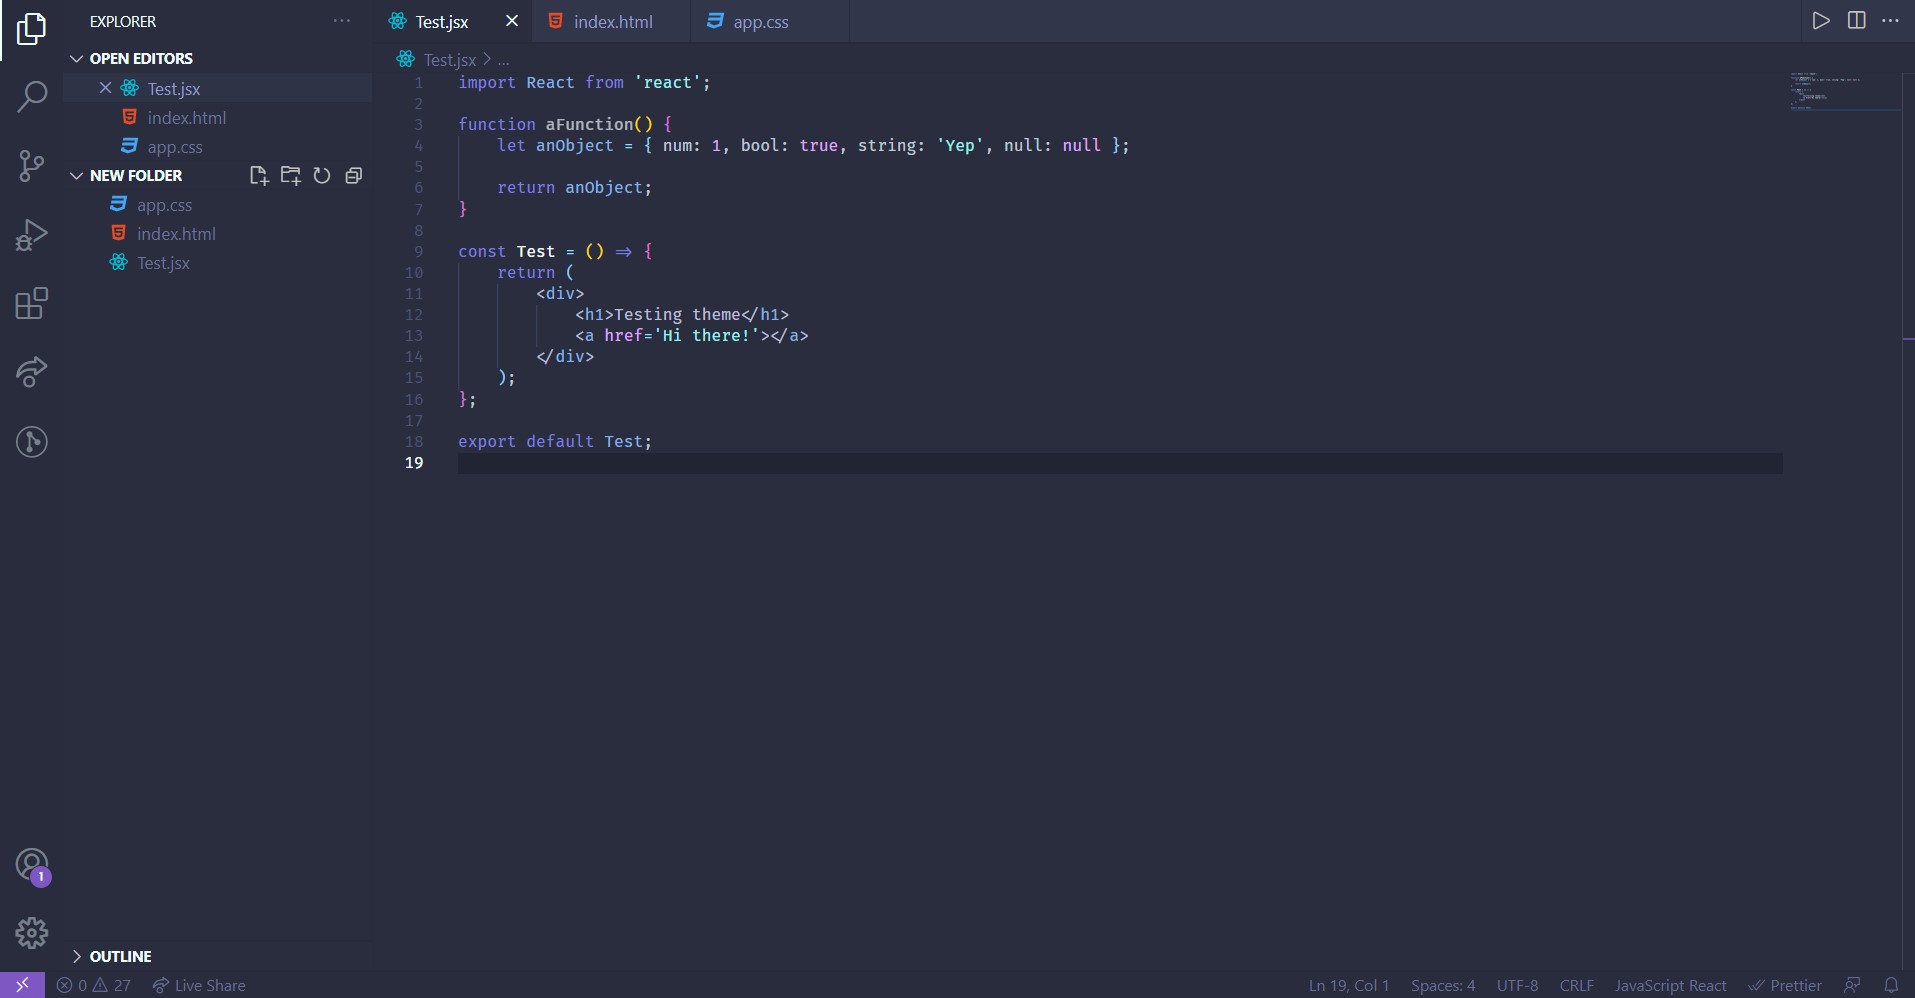 EXPLORER
OPEN EDITORS
Test.jsx
index.html
app.css
NEW FOLDER
app.css
index.html
Test.jsx
OUTLINE
Test.jsx
index.html
app.css
Test.jsx > ...
1 import React from 'react';
2
3 function aFunction() {
4     let anObject = { num: 1, bool: true, string: 'Yep', null: null };
5
6     return anObject;
7 }
8
9 const Test = () => {
10     return (
11         <div>
12             <h1>Testing theme</h1>
13             <a href='Hi there!'></a>
14         </div>
15     );
16 };
17
18 export default Test;
19
1
0 27 Live Share
Ln 19, Col 1 Spaces: 4 UTF-8 CRLF JavaScript React Prettier